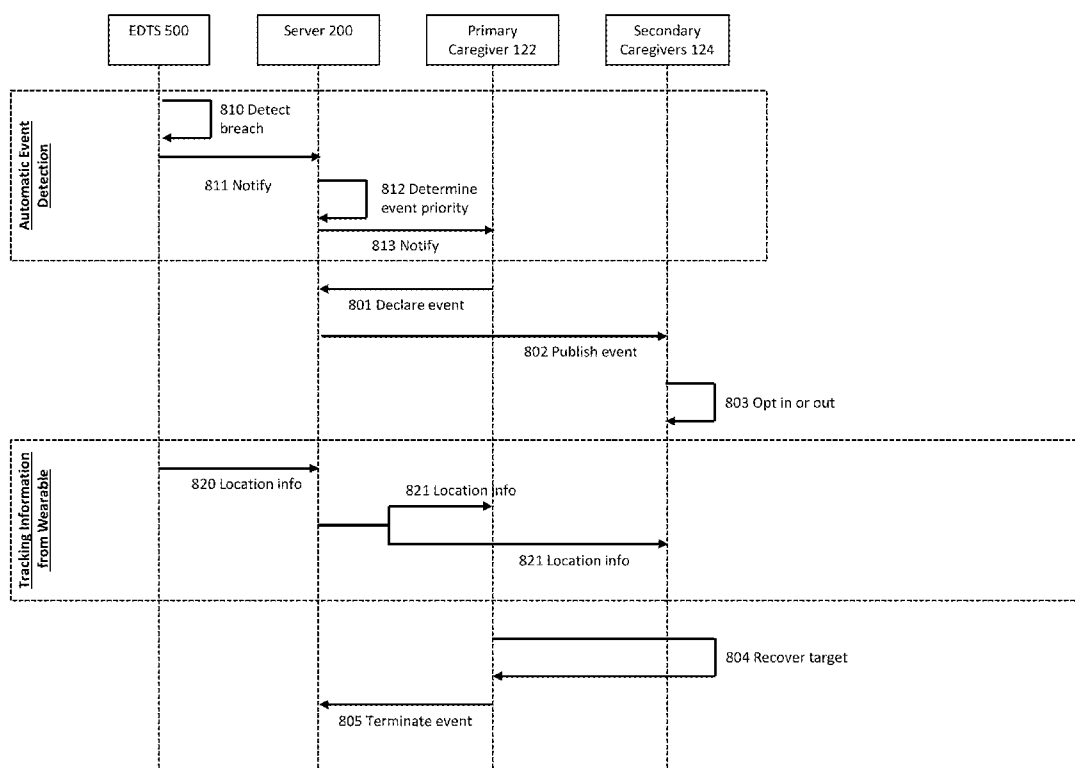 EDTS 500
Server 200
Primary
Caregiver 122
Secondary
Caregivers 124
Automatic Event
Detection
810 Detect
breach
811 Notify
812 Determine
event priority
813 Notify
801 Declare event
802 Publish event
803 Opt in or out
Tracking Information
from Wearable
820 Location info
821 Location info
821 Location info
804 Recover target
805 Terminate event